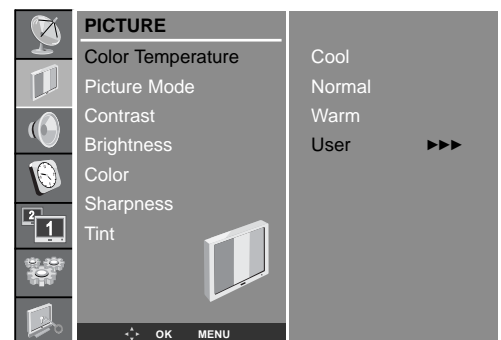 PICTURE
Color Temperature
Picture Mode
Contrast
Brightness
Color
Sharpness
Tint
Cool
Normal
Warm
User ►►►
2
1
OK MENU